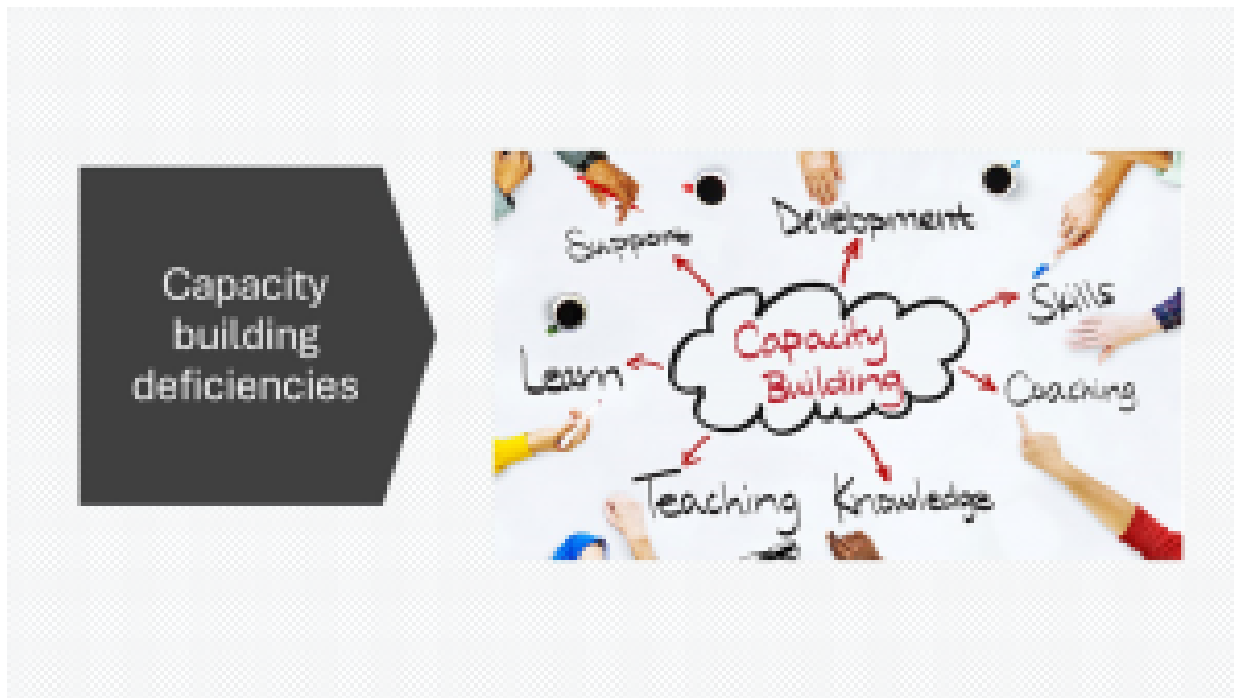 Capacity
building
deficiencies
Support
Development
Skills
Learn
Capacity
Building
Coaching
Teaching
Knowledge